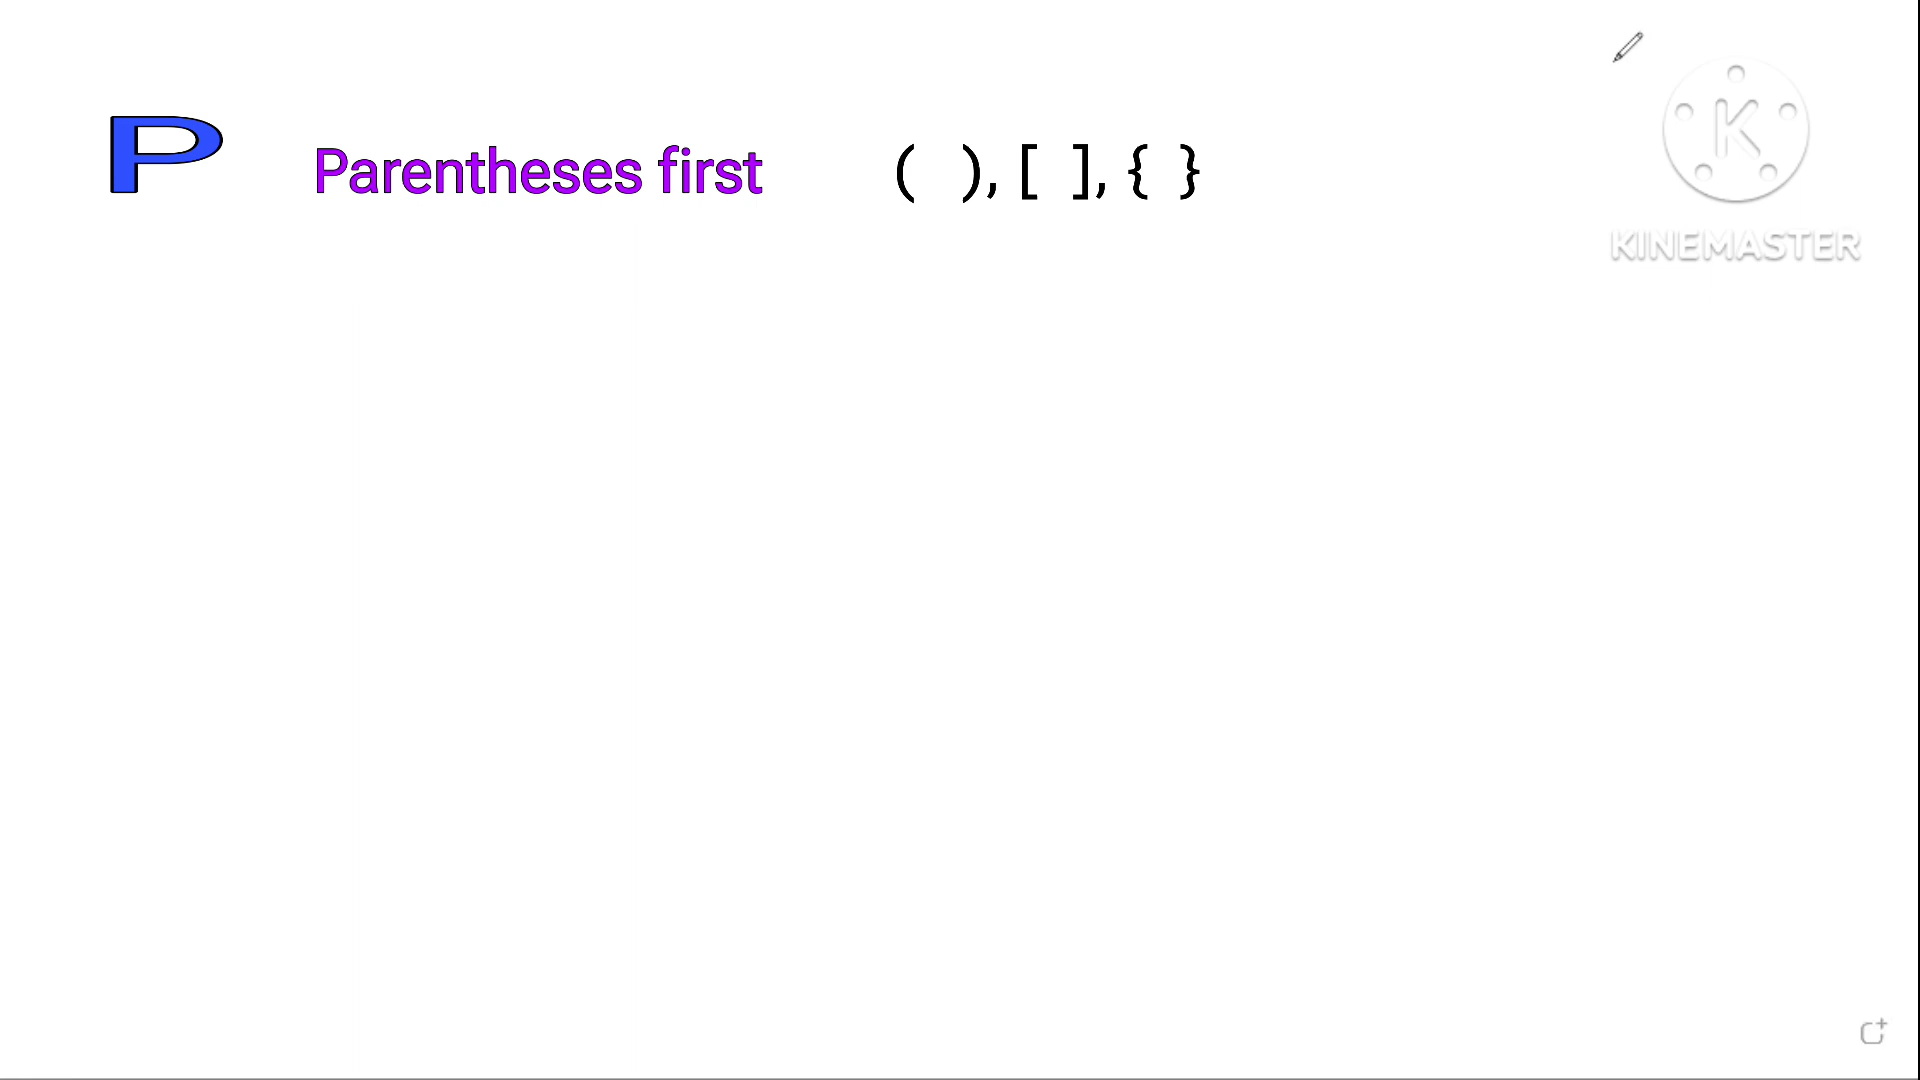 P Parentheses first ( ), [ ], { }
K
KINEMASTER